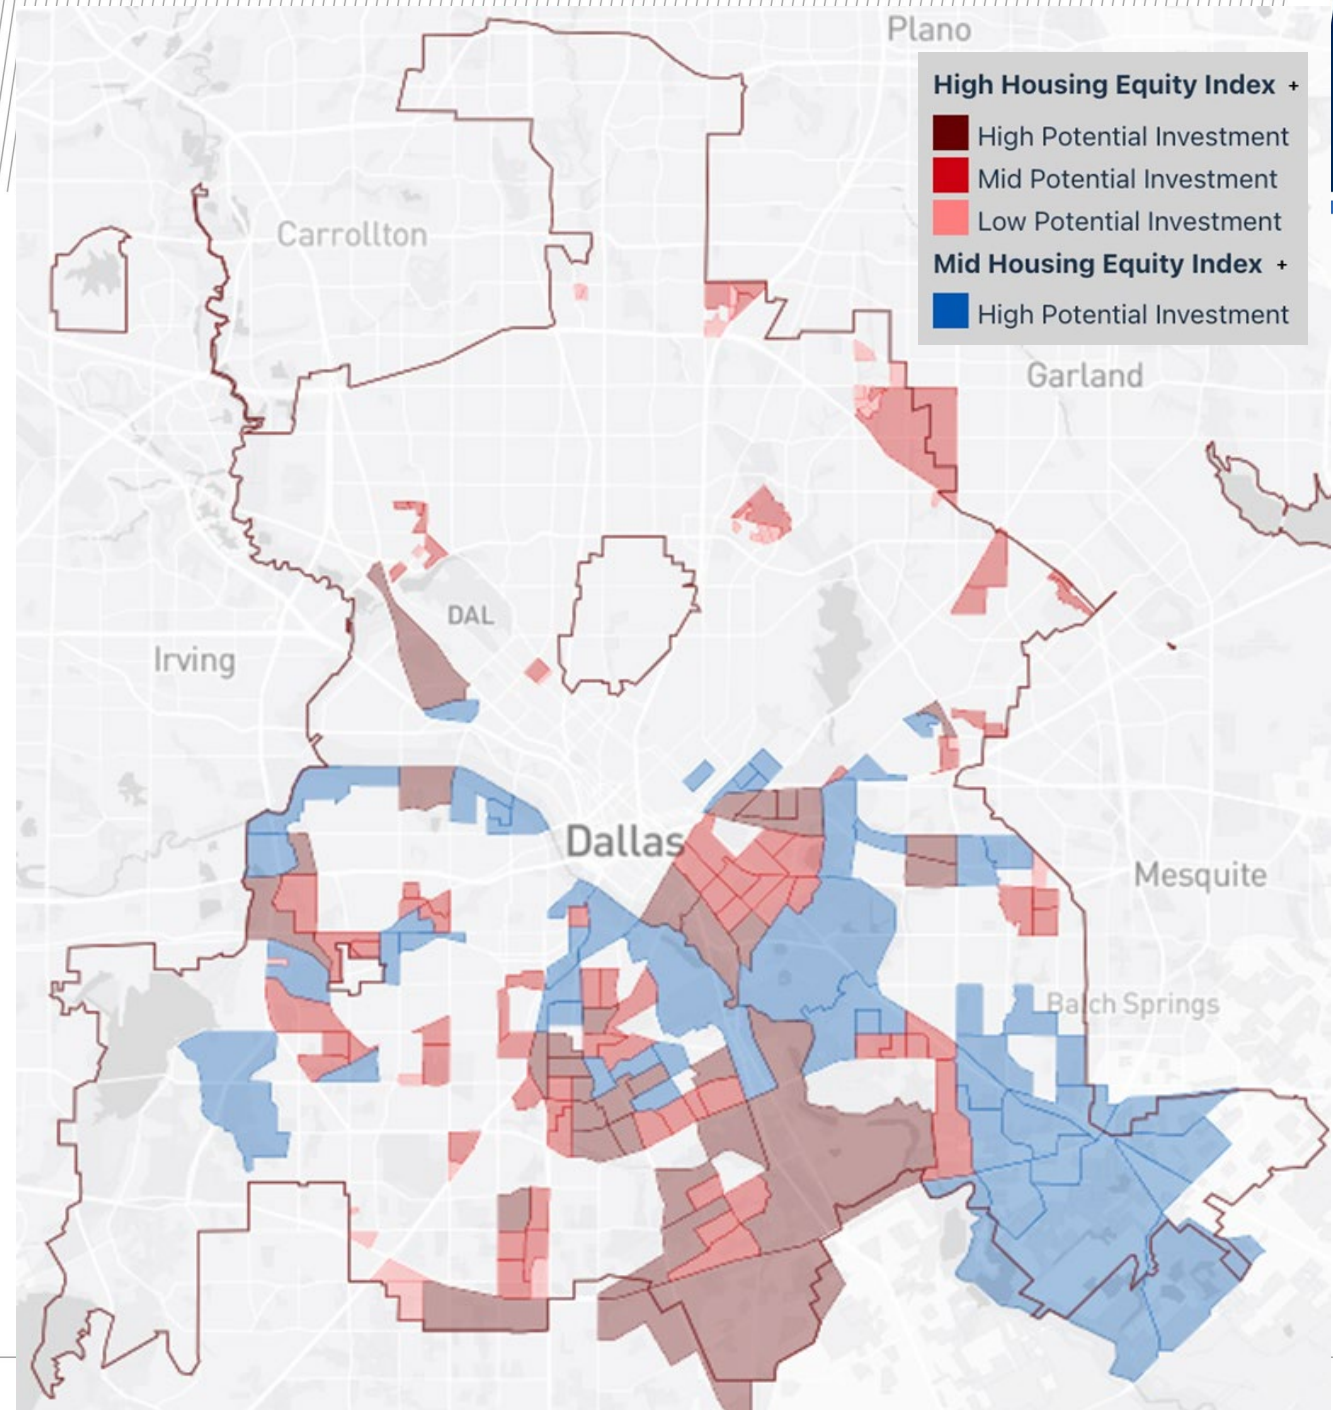 Plano
High Housing Equity Index +
High Potential Investment
Mid Potential Investment
Low Potential Investment
Mid Housing Equity Index +
High Potential Investment
Carrollton
Garland
DAL
Irving
Dallas
Mesquite
Balch Springs